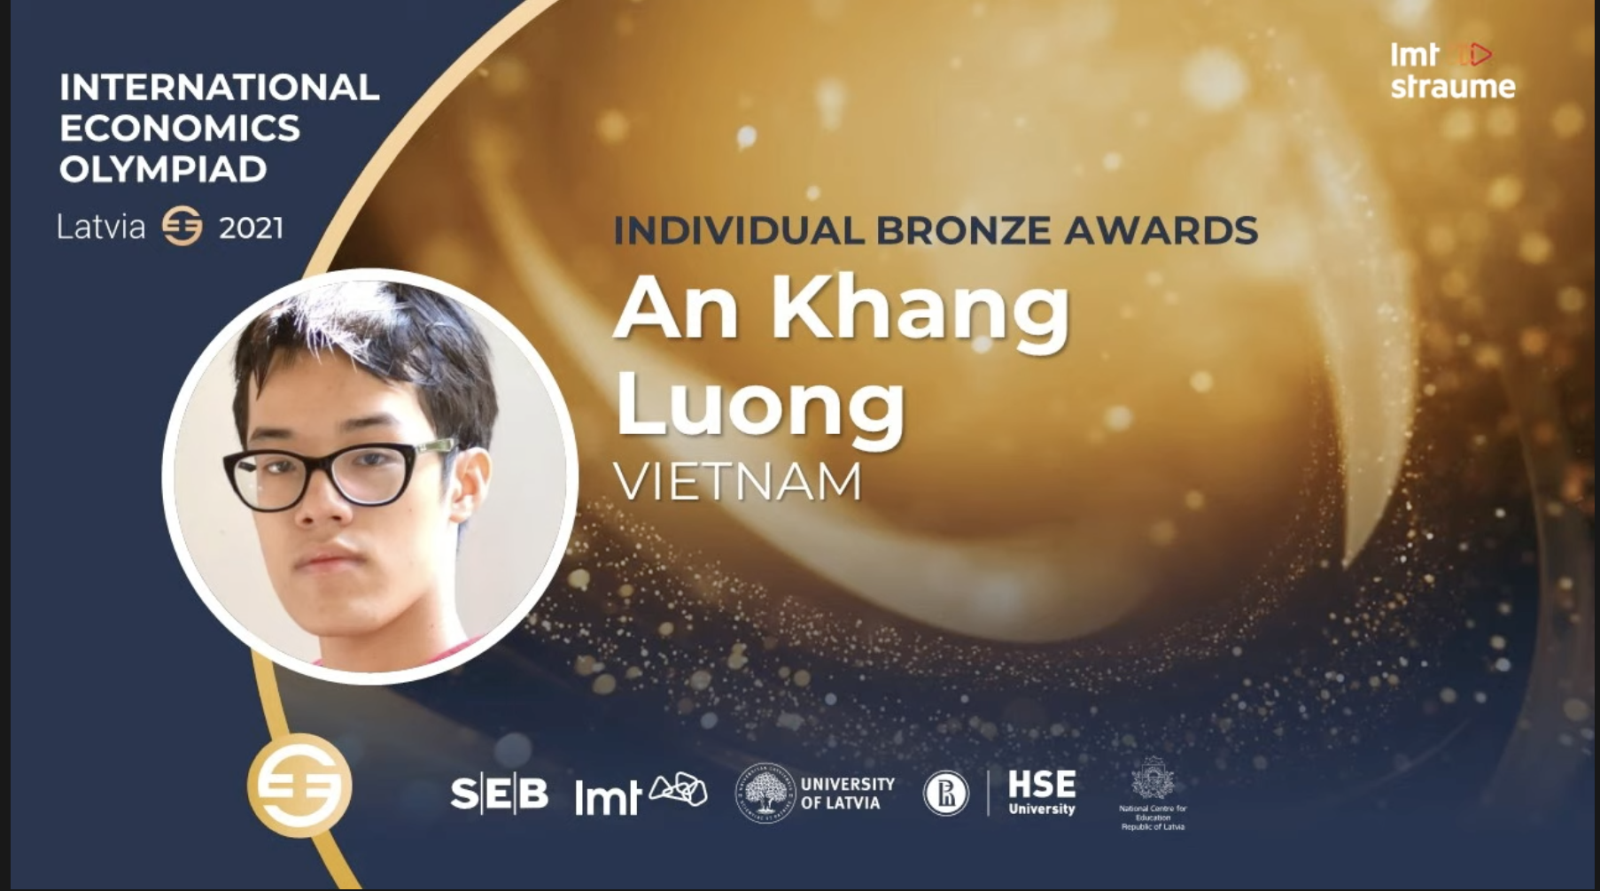 INTERNATIONAL
ECONOMICS
OLYMPIAD
Latvia 2021
lmt
straume
INDIVIDUAL BRONZE AWARDS
An Khang
Luong
VIETNAM
S|E|B
lmt
UNIVERSITY
OF LATVIA
HSE
University
National Centre for
Education
Republic of Latvia